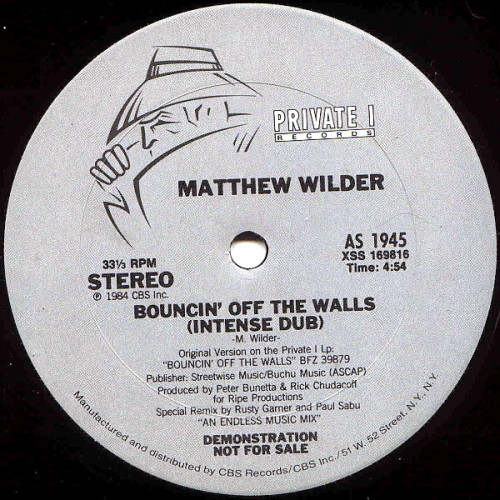 PRIVATE I
RECORDS
MATTHEW WILDER
33⅓ RPM
STEREO
℗ 1984 CBS Inc.
AS 1945
XSS 169816
Time: 4:54
BOUNCIN' OFF THE WALLS
(INTENSE DUB)
-M. Wilder-
Original Version on the Private I Lp:
"BOUNCIN' OFF THE WALLS" BFZ 39879
Publisher: Streetwise Music/Buchu Music (ASCAP)
Produced by Peter Bunetta & Rick Chudacoff
for Ripe Productions
Special Remix by Rusty Garner and Paul Sabu
"AN ENDLESS MUSIC MIX"
DEMONSTRATION
NOT FOR SALE
Manufactured and distributed by CBS Records/CBS Inc./51 W. 52 Street, N.Y., N.Y.